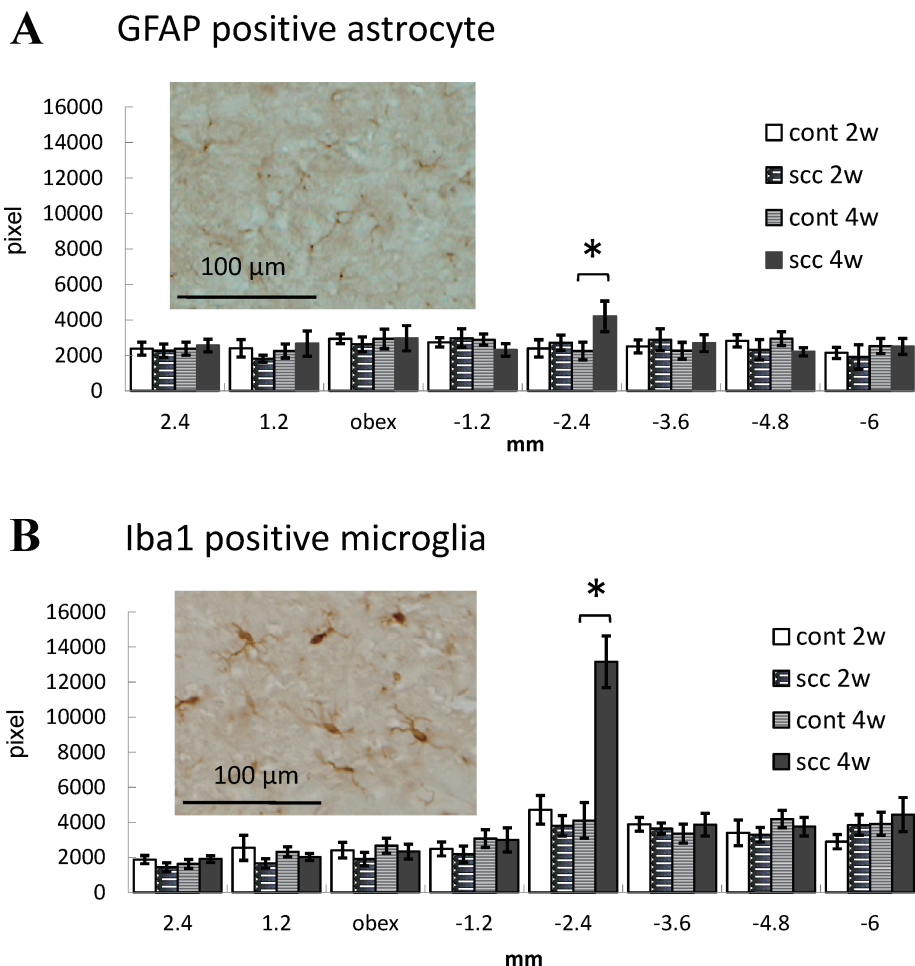 A GFAP positive astrocyte
16000
14000
12000
10000
8000
6000
4000
2000
0
pixel
100 µm
*
cont 2w
scc 2w
cont 4w
scc 4w
2.4 1.2 obex -1.2 -2.4 -3.6 -4.8 -6
mm
B Iba1 positive microglia
16000
14000
12000
10000
8000
6000
4000
2000
0
pixel
100 µm
*
cont 2w
scc 2w
cont 4w
scc 4w
2.4 1.2 obex -1.2 -2.4 -3.6 -4.8 -6
mm